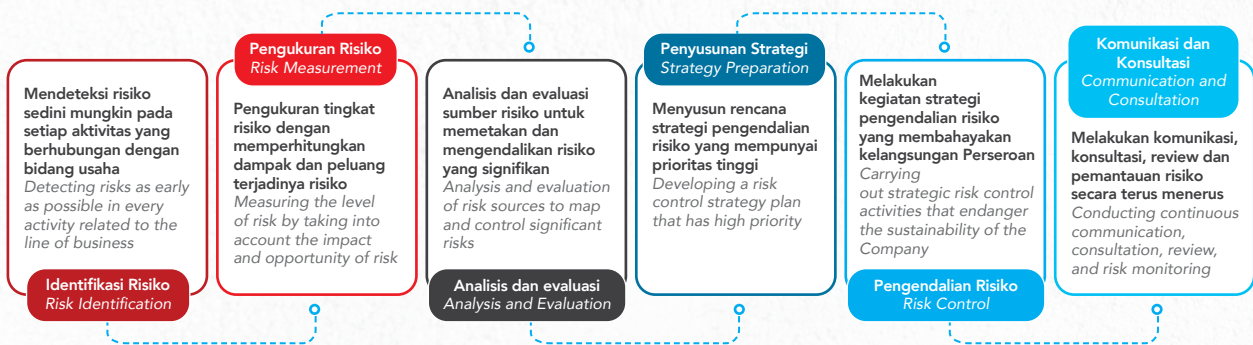 Mendeteksi risiko
sedini mungkin pada
setiap aktivitas yang
berhubungan dengan
bidang usaha
Detecting risks as early
as possible in every
activity related to the
line of business
Identifikasi Risiko
Risk Identification
Pengukuran Risiko
Risk Measurement
Pengukuran tingkat
risiko dengan
memperhitungkan
dampak dan peluang
terjadinya risiko
Measuring the level
of risk by taking into
account the impact
and opportunity of risk
Analisis dan evaluasi
sumber risiko untuk
memetakan dan
mengendalikan risiko
yang signifikan
Analysis and evaluation
of risk sources to map
and control significant
risks
Analisis dan evaluasi
Analysis and Evaluation
Penyusunan Strategi
Strategy Preparation
Menyusun rencana
strategi pengendalian
risiko yang mempunyai
prioritas tinggi
Developing a risk
control strategy plan
that has high priority
Melakukan
kegiatan strategi
pengendalian risiko
yang membahayakan
kelangsungan Perseroan
Carrying
out strategic risk control
activities that endanger
the sustainability of the
Company
Pengendalian Risiko
Risk Control
Komunikasi dan
Konsultasi
Communication and
Consultation
Melakukan komunikasi,
konsultasi, review dan
pemantauan risiko
secara terus menerus
Conducting continuous
communication,
consultation, review,
and risk monitoring